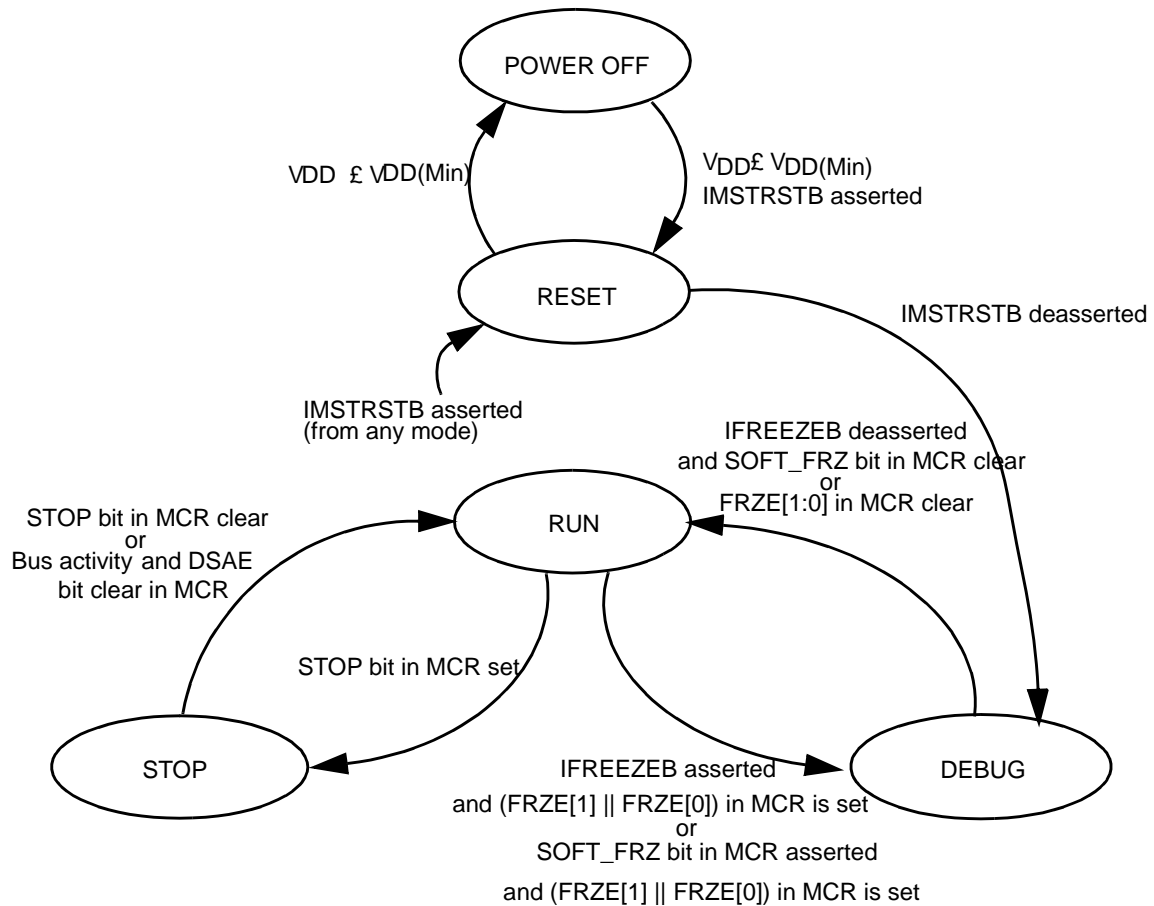 POWER OFF
VDD £ VDD(Min)
VDD£ VDD(Min)
IMSTRSTB asserted
RESET
IMSTRSTB deasserted
IMSTRSTB asserted
(from any mode)
IFREEZEB deasserted
and SOFT_FRZ bit in MCR clear
or
FRZE[1:0] in MCR clear
STOP bit in MCR clear
or
Bus activity and DSAE
bit clear in MCR
RUN
STOP bit in MCR set
STOP
DEBUG
IFREEZEB asserted
and (FRZE[1] || FRZE[0]) in MCR is set
or
SOFT_FRZ bit in MCR asserted
and (FRZE[1] || FRZE[0]) in MCR is set